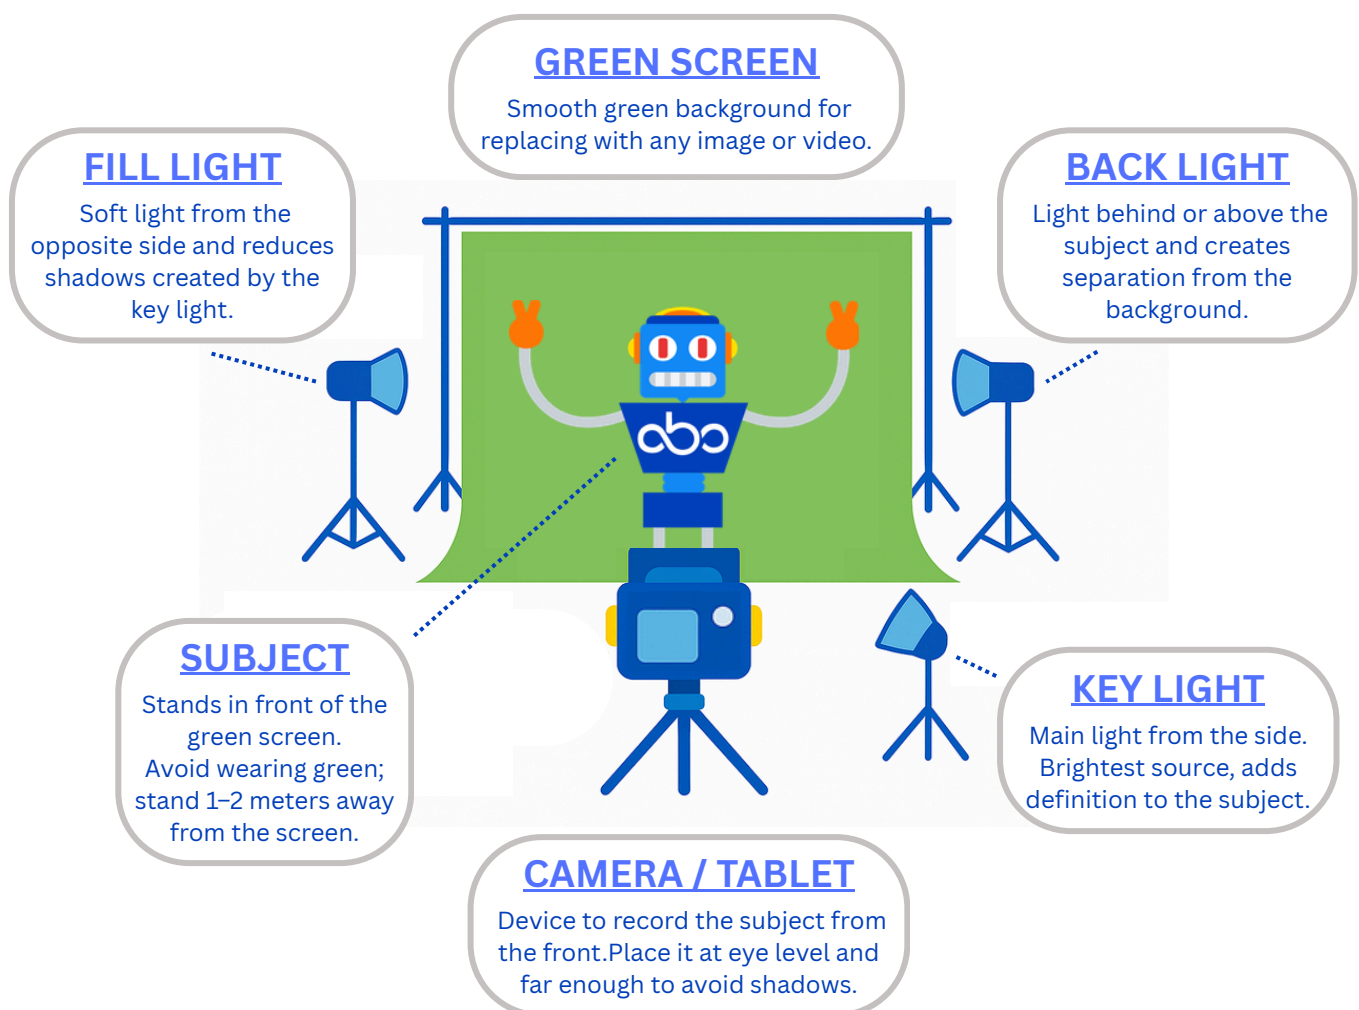 GREEN SCREEN
Smooth green background for
replacing with any image or video.
FILL LIGHT
Soft light from the
opposite side and reduces
shadows created by the
key light.
BACK LIGHT
Light behind or above the
subject and creates
separation from the
background.
abc
SUBJECT
Stands in front of the
green screen.
Avoid wearing green;
stand 1–2 meters away
from the screen.
KEY LIGHT
Main light from the side.
Brightest source, adds
definition to the subject.
CAMERA / TABLET
Device to record the subject from
the front.Place it at eye level and
far enough to avoid shadows.